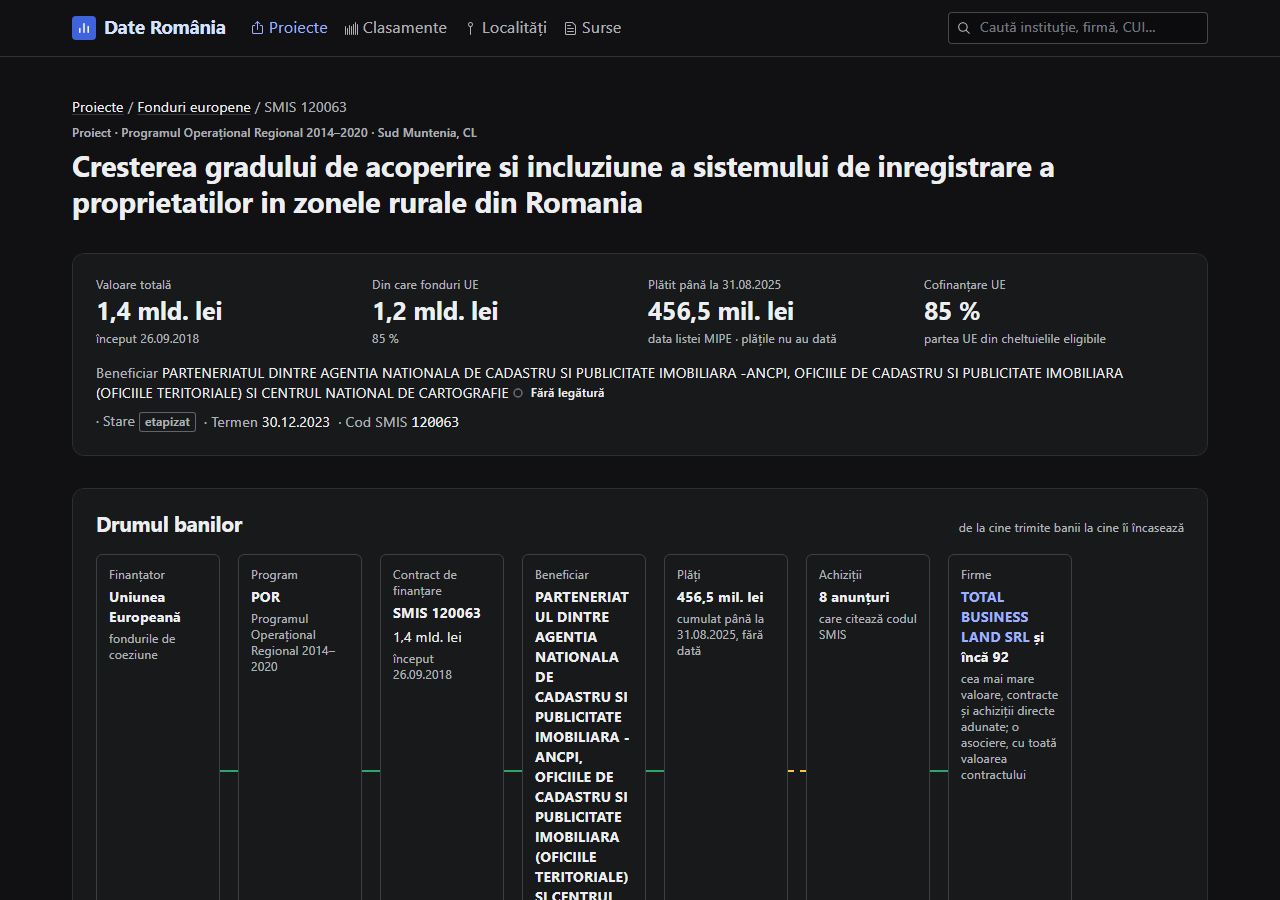 Date România
Proiecte
Clasamente
Localități
Surse
Caută instituție, firmă, CUI...
Proiecte / Fonduri europene / SMIS 120063
Proiect · Programul Operațional Regional 2014–2020 · Sud Muntenia, CL
Cresterea gradului de acoperire si incluziune a sistemului de inregistrare a
proprietatilor in zonele rurale din Romania
Valoare totală
1,4 mld. lei
început 26.09.2018
Din care fonduri UE
1,2 mld. lei
85 %
Plătit până la 31.08.2025
456,5 mil. lei
data listei MIPE · plățile nu au dată
Cofinanțare UE
85 %
partea UE din cheltuielile eligibile
Beneficiar PARTENERIATUL DINTRE AGENTIA NATIONALA DE CADASTRU SI PUBLICITATE IMOBILIARA -ANCPI, OFICIILE DE CADASTRU SI PUBLICITATE IMOBILIARA
(OFICIILE TERITORIALE) SI CENTRUL NATIONAL DE CARTOGRAFIE Fără legătură
· Stare etapizat · Termen 30.12.2023 · Cod SMIS 120063
Drumul banilor
de la cine trimite banii la cine îi încasează
Finanțator
Uniunea
Europeană
fondurile de
coeziune
Program
POR
Programul
Operațional
Regional 2014–
2020
Contract de
finanțare
SMIS 120063
1,4 mld. lei
început
26.09.2018
Beneficiar
PARTENERIAT
UL DINTRE
AGENTIA
NATIONALA
DE
CADASTRU SI
PUBLICITATE
IMOBILIARA -
ANCPI,
OFICIILE DE
CADASTRU SI
PUBLICITATE
IMOBILIARA
(OFICIILE
TERITORIALE)
SI CENTRUL
Plăți
456,5 mil. lei
cumulat până la
31.08.2025, fără
dată
Achiziții
8 anunțuri
care citează codul
SMIS
Firme
TOTAL
BUSINESS
LAND SRL și
încă 92
cea mai mare
valoare, contracte
și achiziții directe
adunate; o
asociere, cu toată
valoarea
contractului